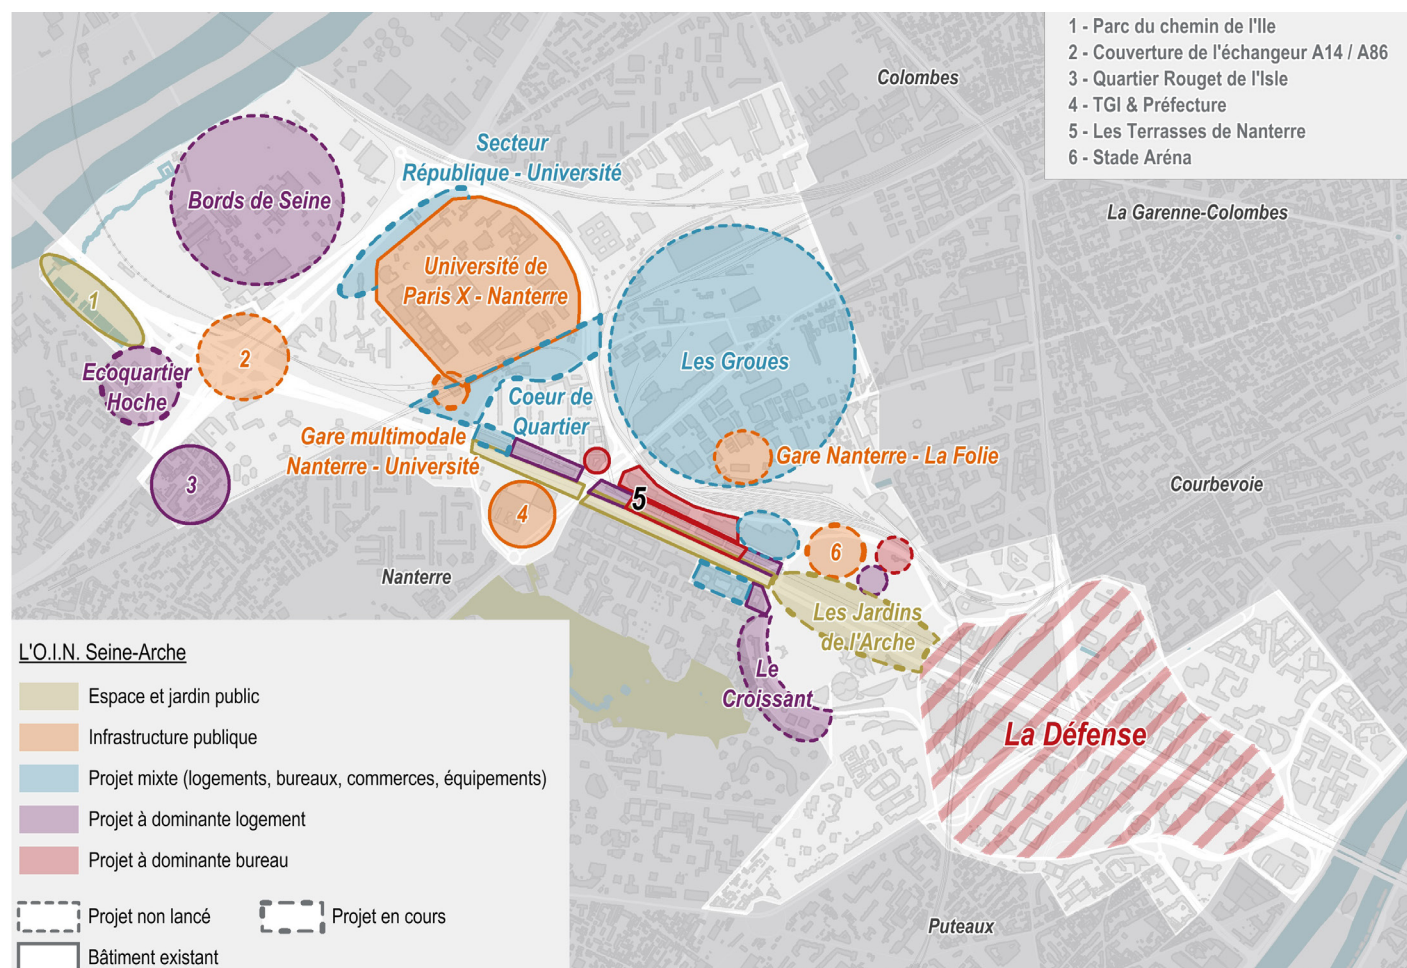 1 - Parc du chemin de l'Ile
2 - Couverture de l'échangeur A14 / A86
3 - Quartier Rouget de l'Isle
4 - TGI & Préfecture
5 - Les Terrasses de Nanterre
6 - Stade Aréna
Colombes
La Garenne-Colombes
Secteur
République - Université
Bords de Seine
Université de
Paris X - Nanterre
1
2
Ecoquartier
Hoche
Les Groues
Coeur de
Quartier
Gare multimodale
Nanterre - Université
Gare Nanterre - La Folie
3
4
5
6
Courbevoie
Nanterre
Les Jardins
de l'Arche
Le
Croissant
La Défense
Puteaux
L'O.I.N. Seine-Arche
Espace et jardin public
Infrastructure publique
Projet mixte (logements, bureaux, commerces, équipements)
Projet à dominante logement
Projet à dominante bureau
Projet non lancé
Projet en cours
Bâtiment existant